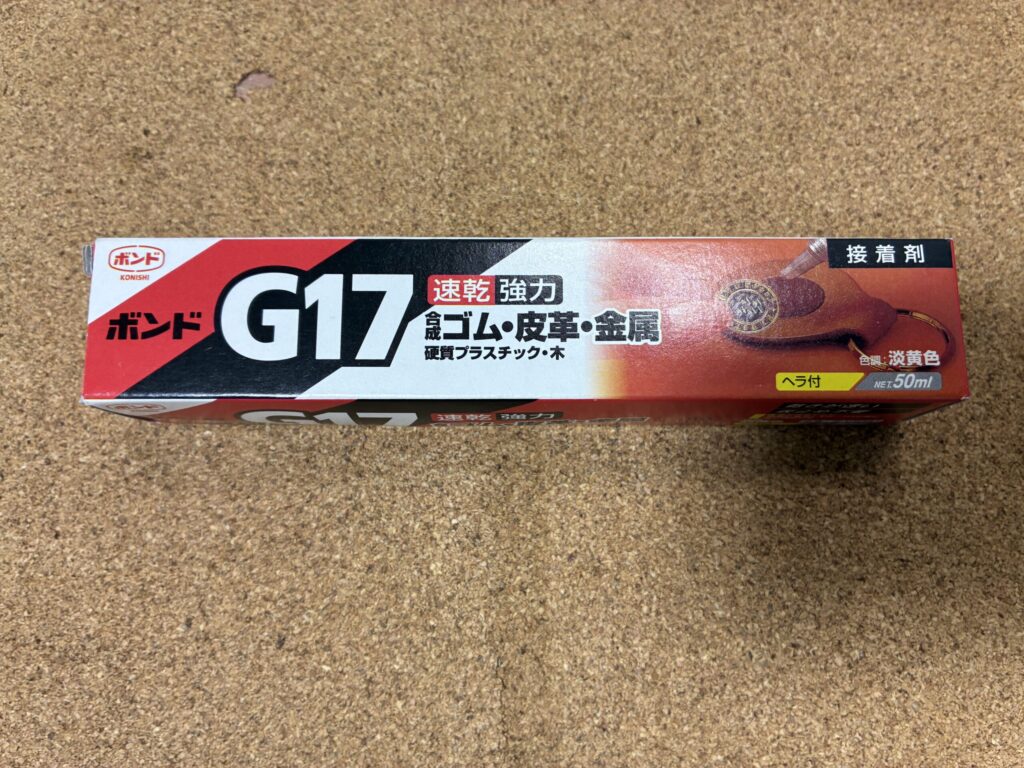 ボンド
KONISHI
接着剤
ボンド G17
速乾 強力
合成ゴム・皮革・金属
硬質プラスチック・木
色調:淡黄色
ヘラ付
NET.50ml
G17
速乾 強力